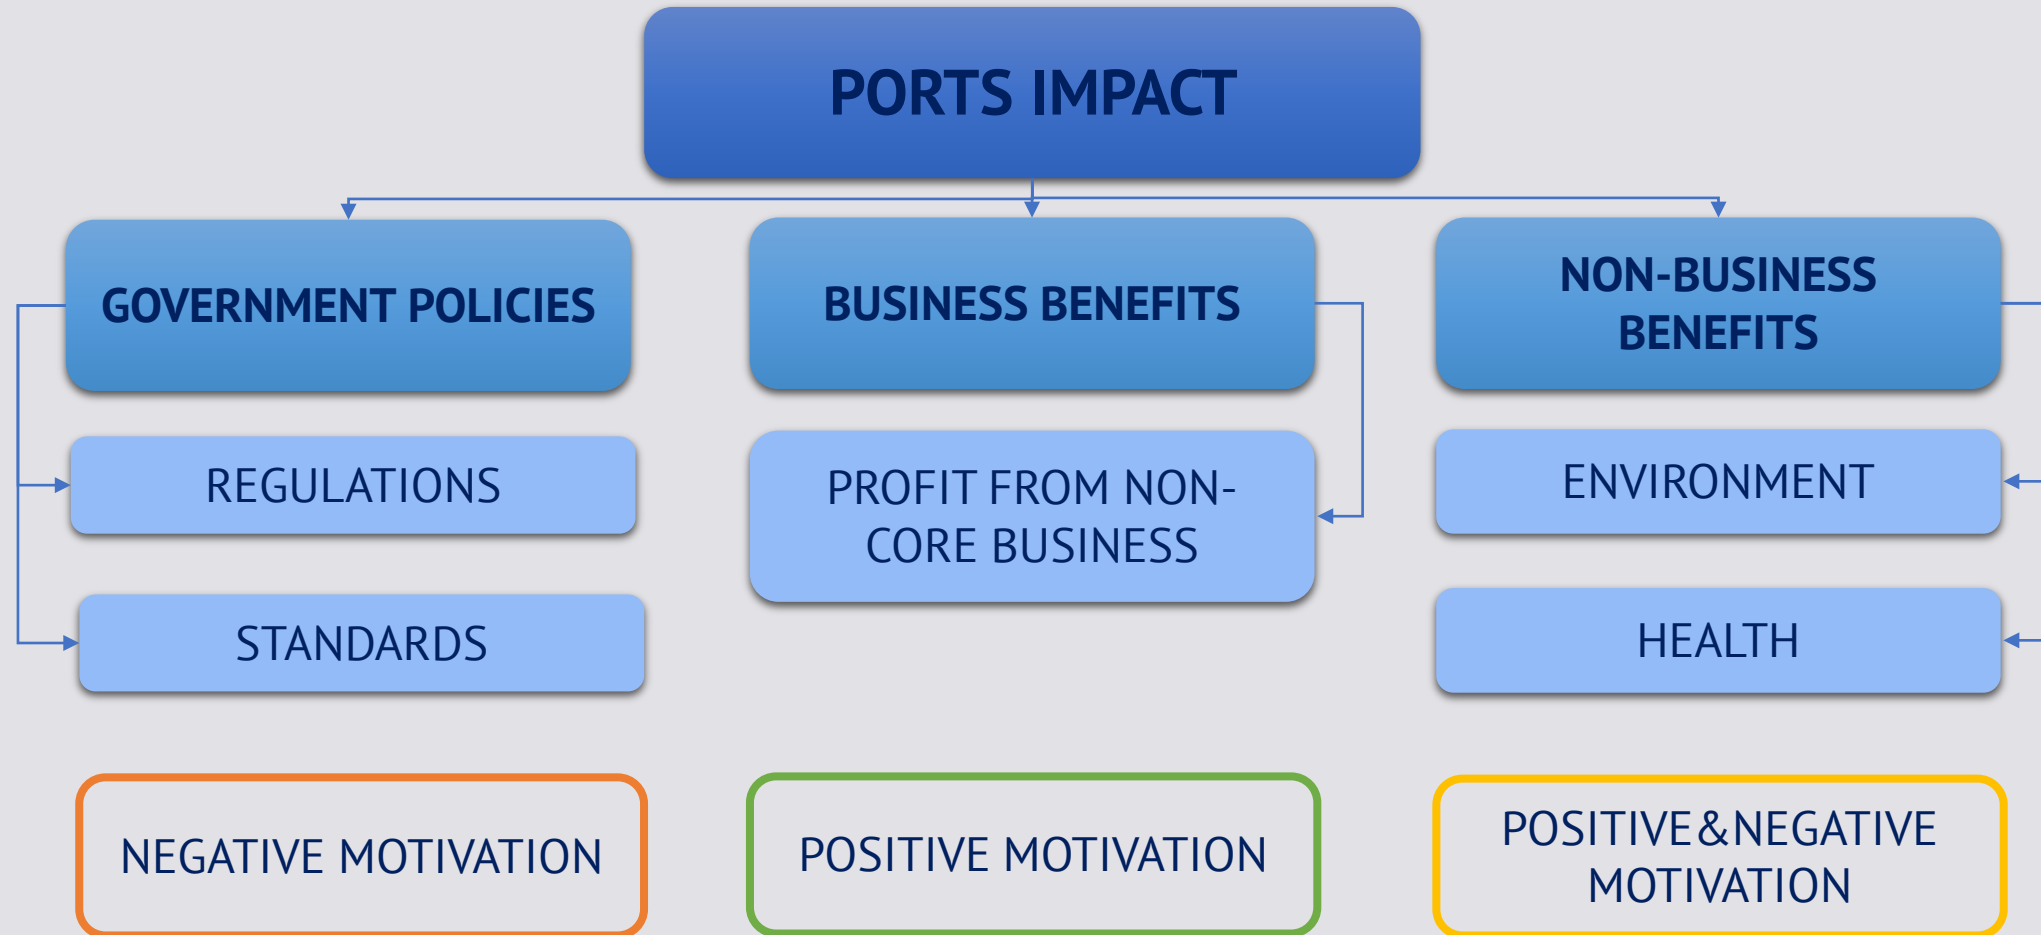 PORTS IMPACT
GOVERNMENT POLICIES
REGULATIONS
STANDARDS
NEGATIVE MOTIVATION
BUSINESS BENEFITS
PROFIT FROM NON-
CORE BUSINESS
POSITIVE MOTIVATION
NON-BUSINESS
BENEFITS
ENVIRONMENT
HEALTH
POSITIVE&NEGATIVE
MOTIVATION